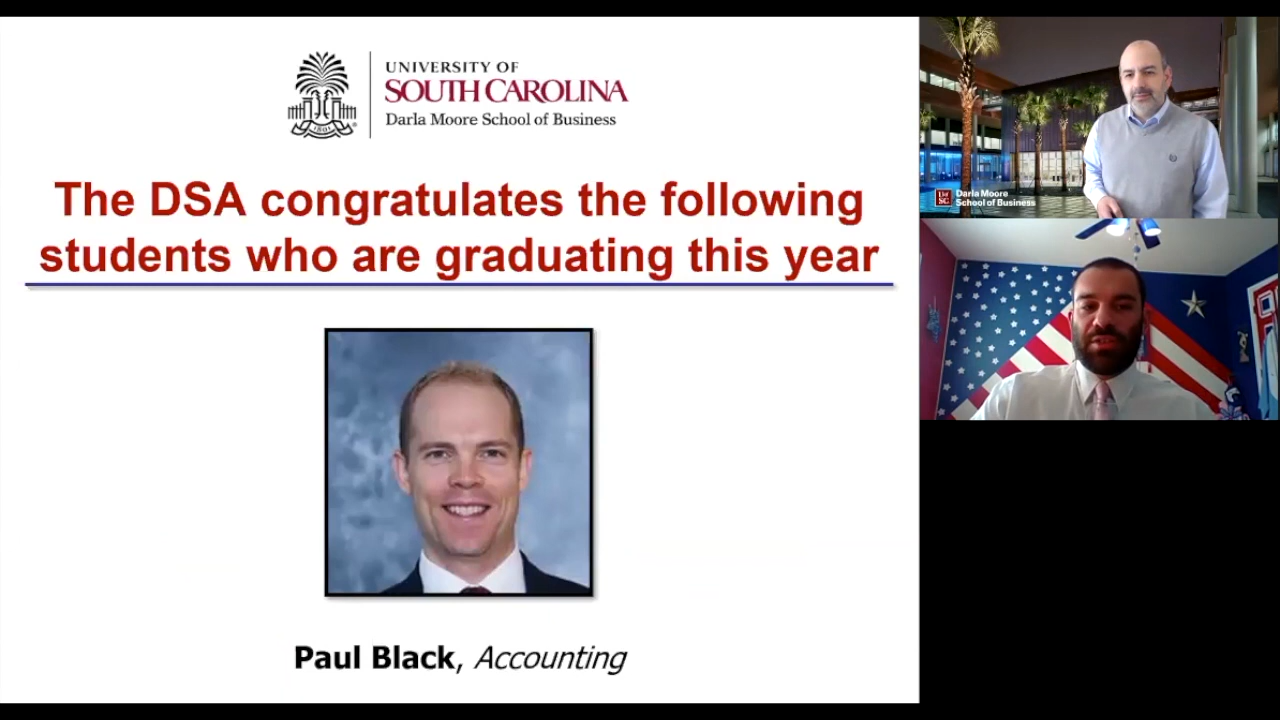 UNIVERSITY OF
SOUTH CAROLINA
Darla Moore School of Business
The DSA congratulates the following
students who are graduating this year
Paul Black, Accounting
Darla Moore
School of Business